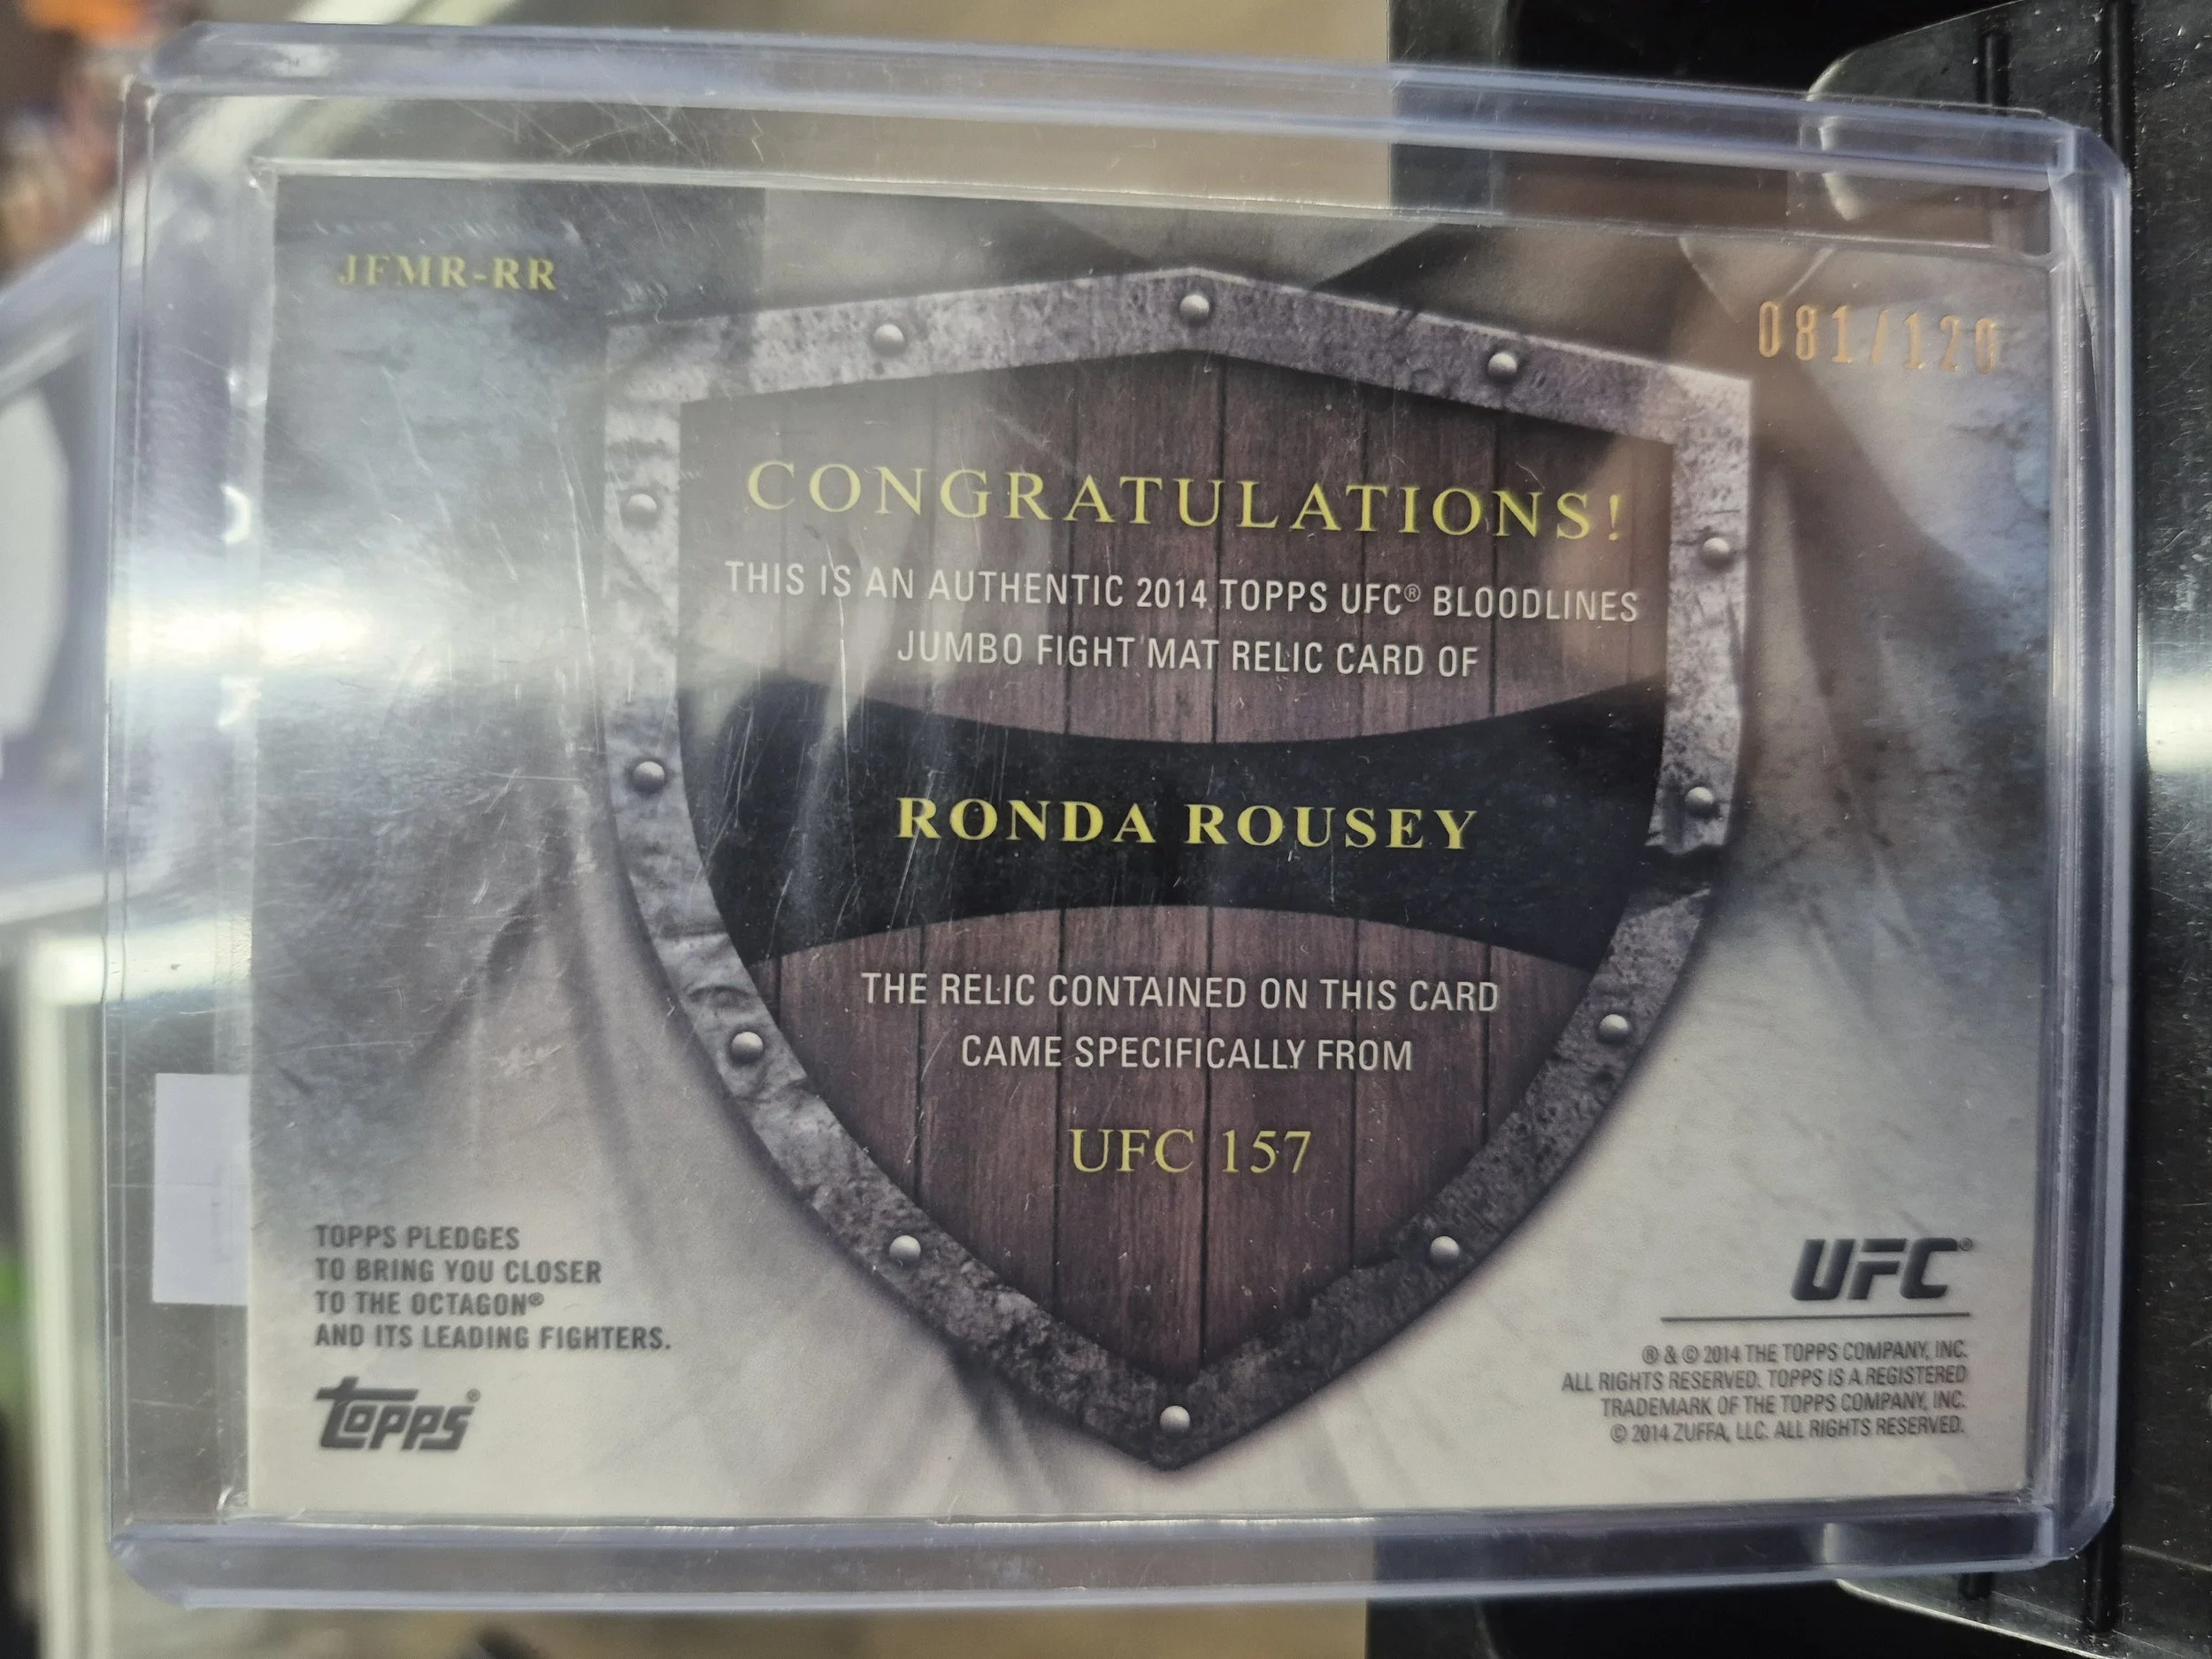 JFMR-RR
081/120
CONGRATULATIONS!
THIS IS AN AUTHENTIC 2014 TOPPS UFC® BLOODLINES
JUMBO FIGHT MAT RELIC CARD OF
RONDA ROUSEY
THE RELIC CONTAINED ON THIS CARD
CAME SPECIFICALLY FROM
UFC 157
TOPPS PLEDGES
TO BRING YOU CLOSER
TO THE OCTAGON®
AND ITS LEADING FIGHTERS.
Topps®
UFC®
® & © 2014 THE TOPPS COMPANY, INC.
ALL RIGHTS RESERVED. TOPPS IS A REGISTERED
TRADEMARK OF THE TOPPS COMPANY, INC.
© 2014 ZUFFA, LLC. ALL RIGHTS RESERVED.